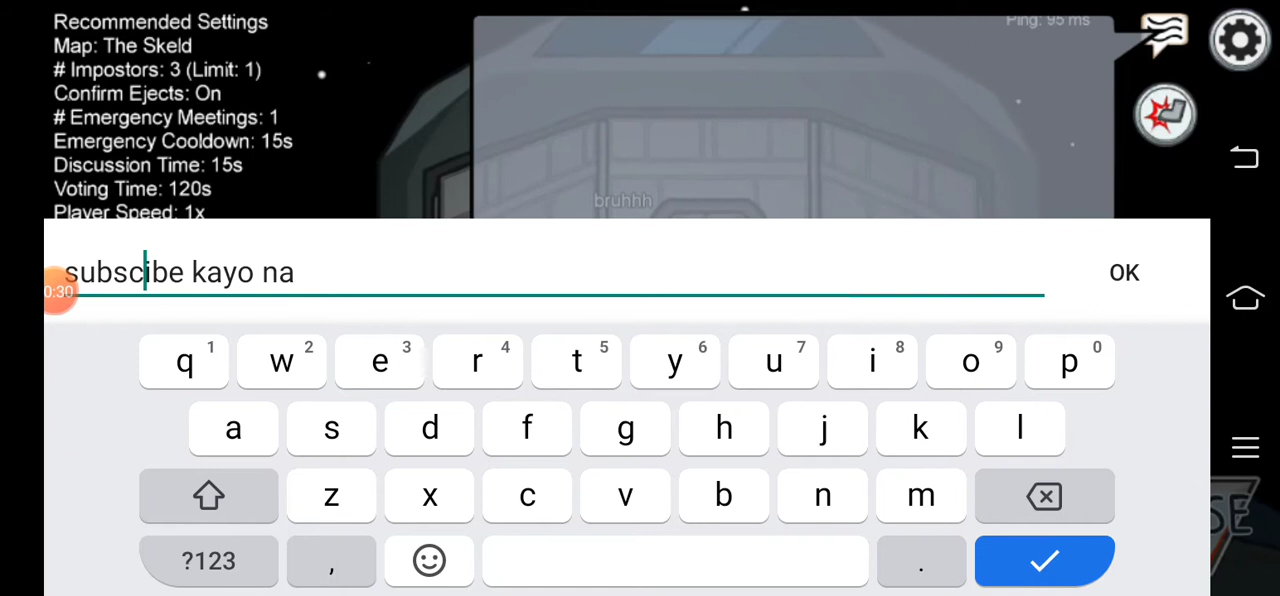 Recommended Settings
Map: The Skeld
# Impostors: 3 (Limit: 1)
Confirm Ejects: On
# Emergency Meetings: 1
Emergency Cooldown: 15s
Discussion Time: 15s
Voting Time: 120s
Player Speed: 1x
Ping: 95 ms
bruhhh
subscibe kayo na
OK
0:30
q 1 w 2 e 3 r 4 t 5 y 6 u 7 i 8 o 9 p 0
a s d f g h j k l
z x c v b n m
?123 , .
SE